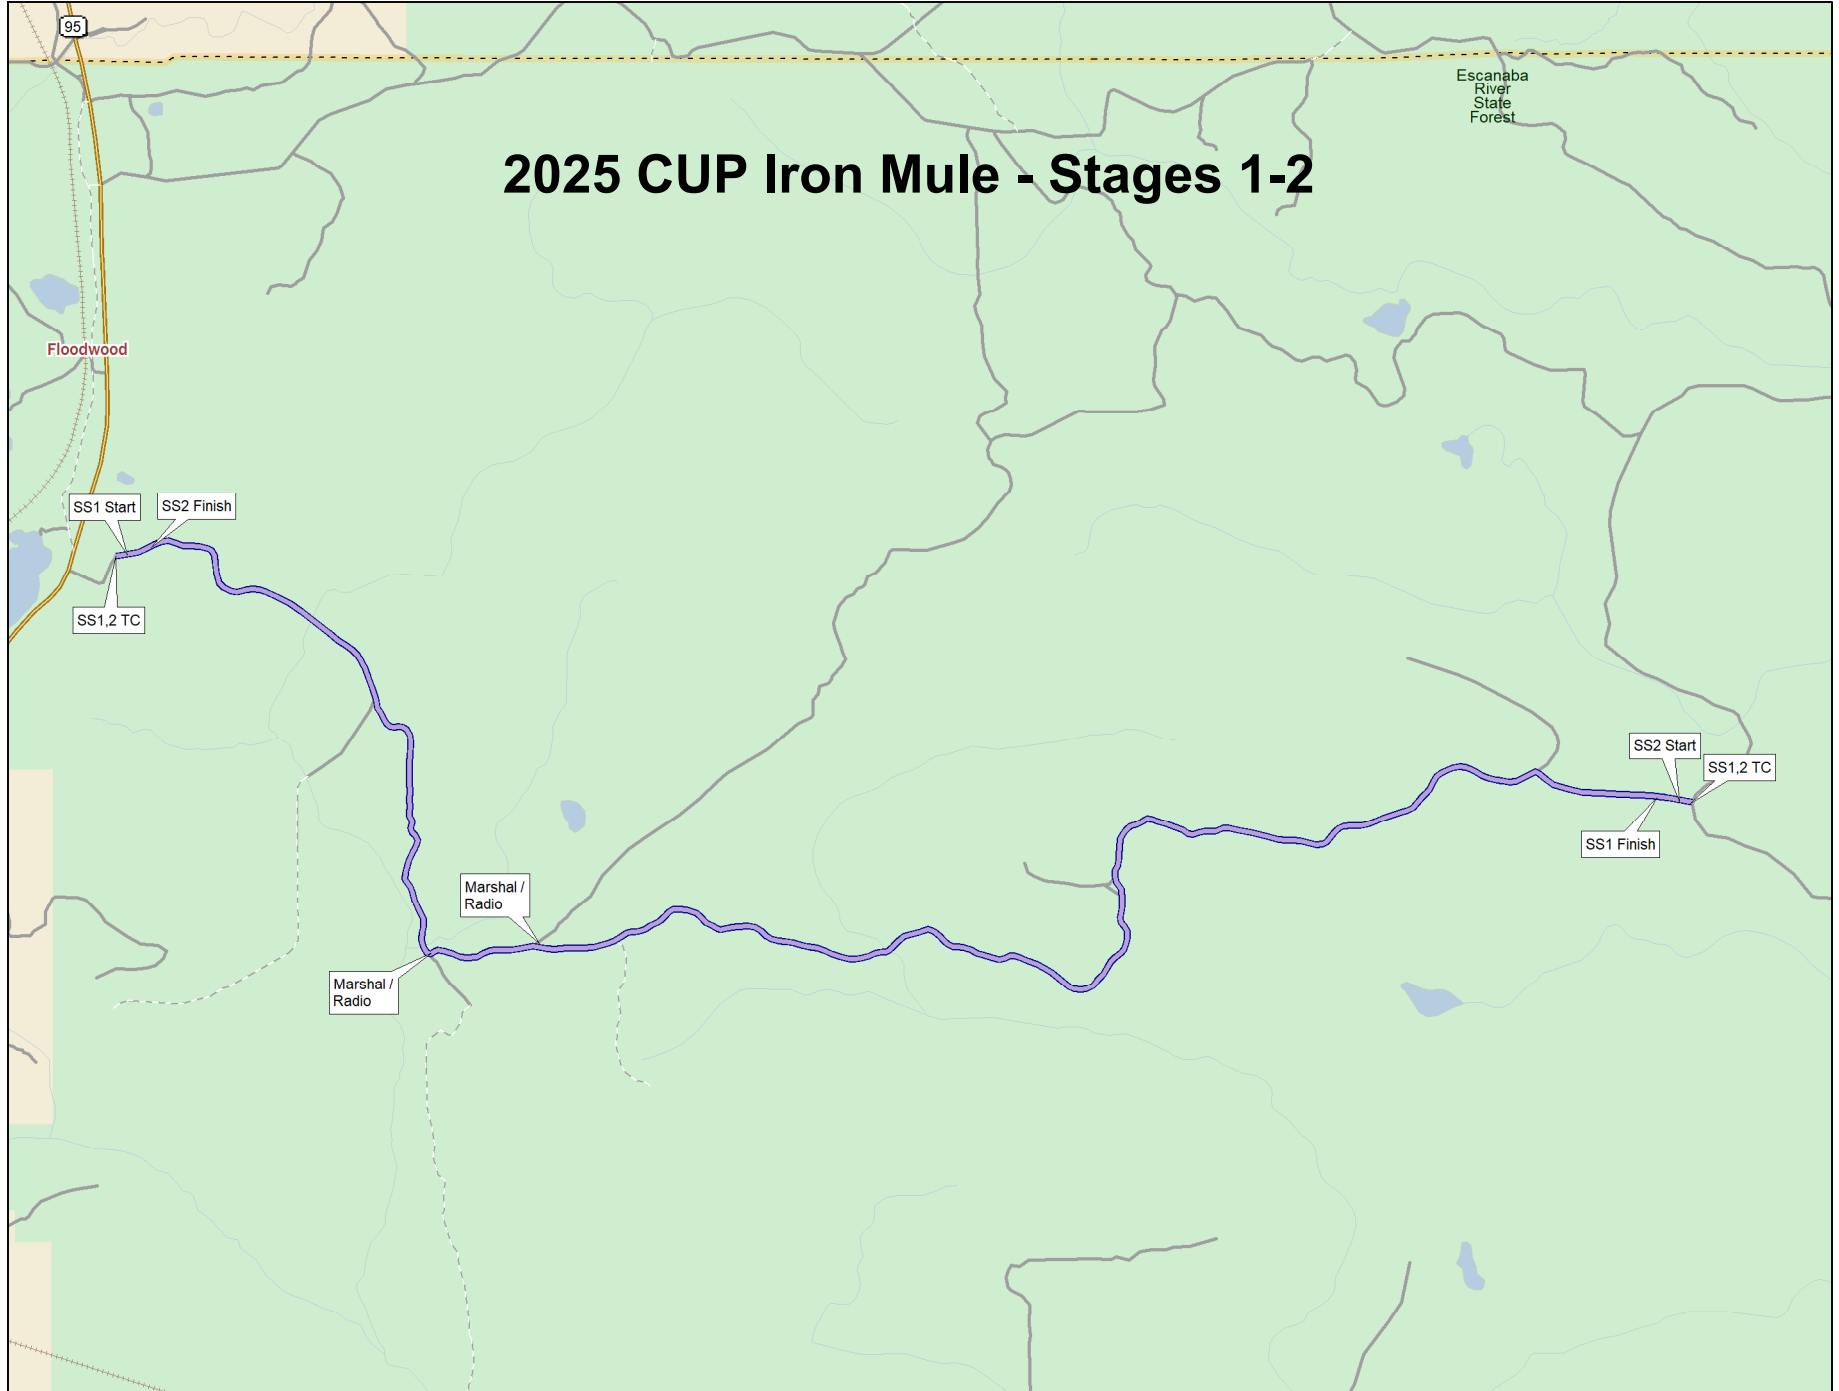 95
Escanaba
River
State
Forest
2025 CUP Iron Mule - Stages 1-2
Floodwood
SS1 Start
SS2 Finish
SS1,2 TC
SS2 Start
SS1,2 TC
SS1 Finish
Marshal /
Radio
Marshal /
Radio